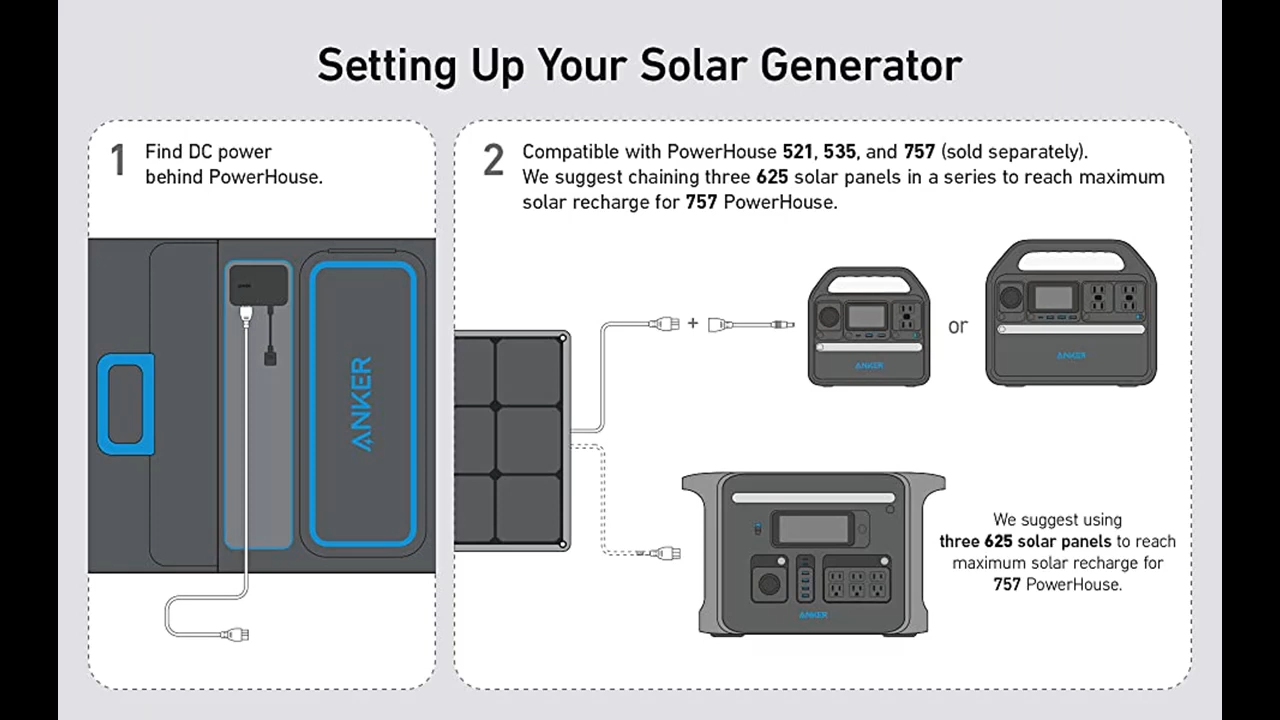 Setting Up Your Solar Generator
1
Find DC power
behind PowerHouse.
ANKER
2
Compatible with PowerHouse 521, 535, and 757 (sold separately).
We suggest chaining three 625 solar panels in a series to reach maximum
solar recharge for 757 PowerHouse.
+
ANKER
or
ANKER
ANKER
We suggest using
three 625 solar panels to reach
maximum solar recharge for
757 PowerHouse.